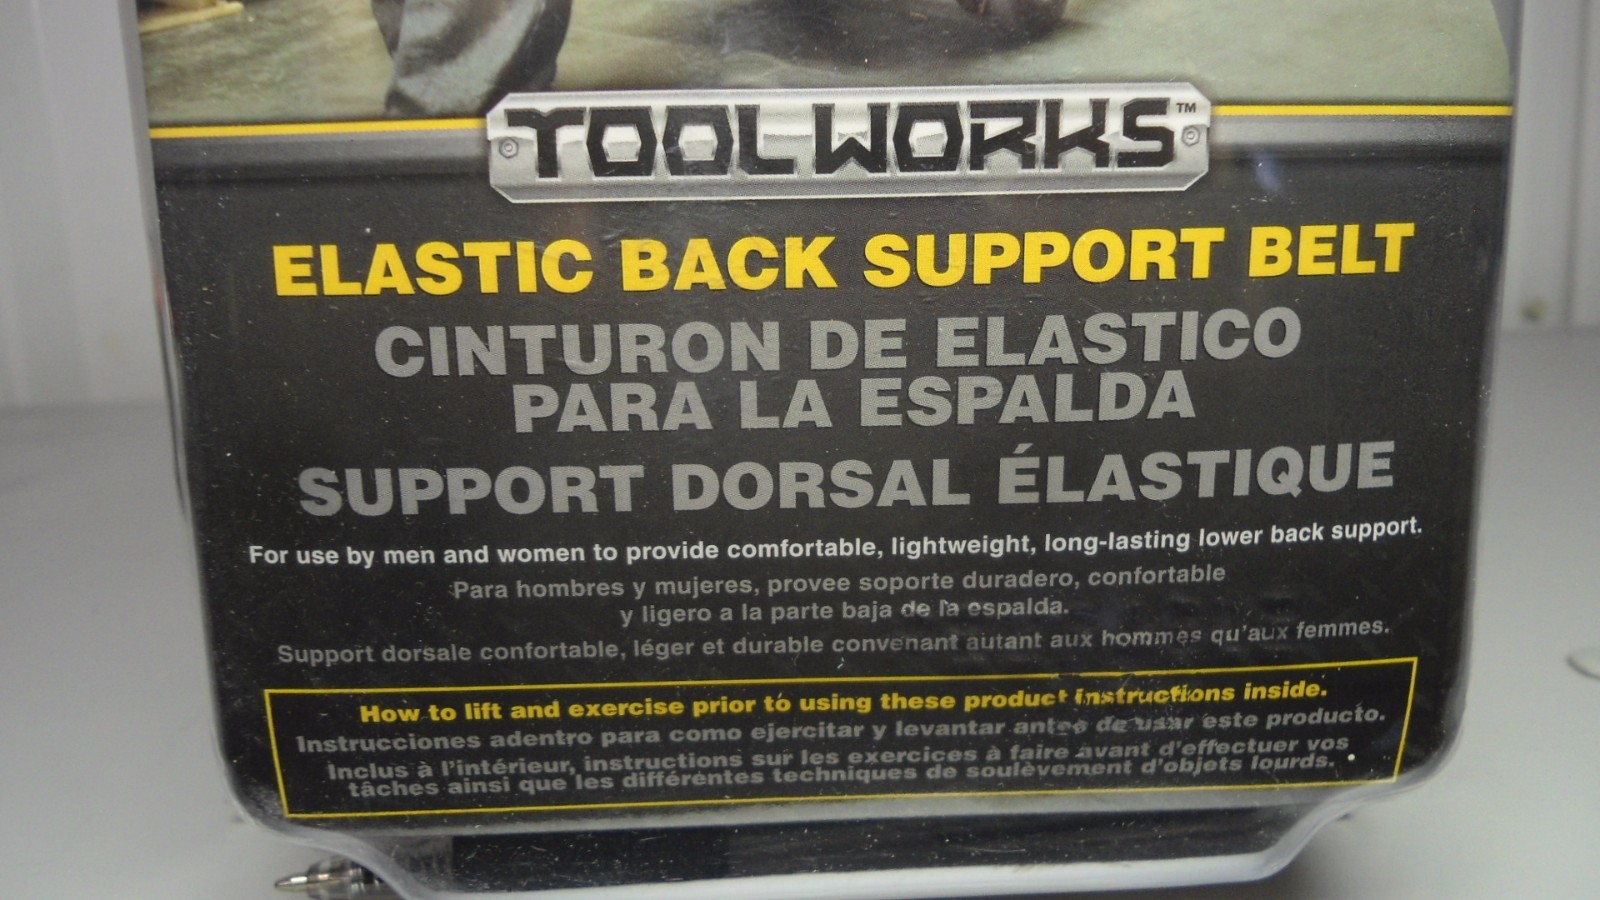 TOOLWORKS™
ELASTIC BACK SUPPORT BELT
CINTURON DE ELASTICO
PARA LA ESPALDA
SUPPORT DORSAL ÉLASTIQUE
For use by men and women to provide comfortable, lightweight, long-lasting lower back support.
Para hombres y mujeres, provee soporte duradero, confortable
y ligero a la parte baja de la espalda.
Support dorsale confortable, léger et durable convenant autant aux hommes qu'aux femmes.
How to lift and exercise prior to using these product instructions inside.
Instrucciones adentro para como ejercitar y levantar antes de usar este producto.
Inclus à l'intérieur, instructions sur les exercices à faire avant d'effectuer vos
tâches ainsi que les différentes techniques de soulèvement d'objets lourds.